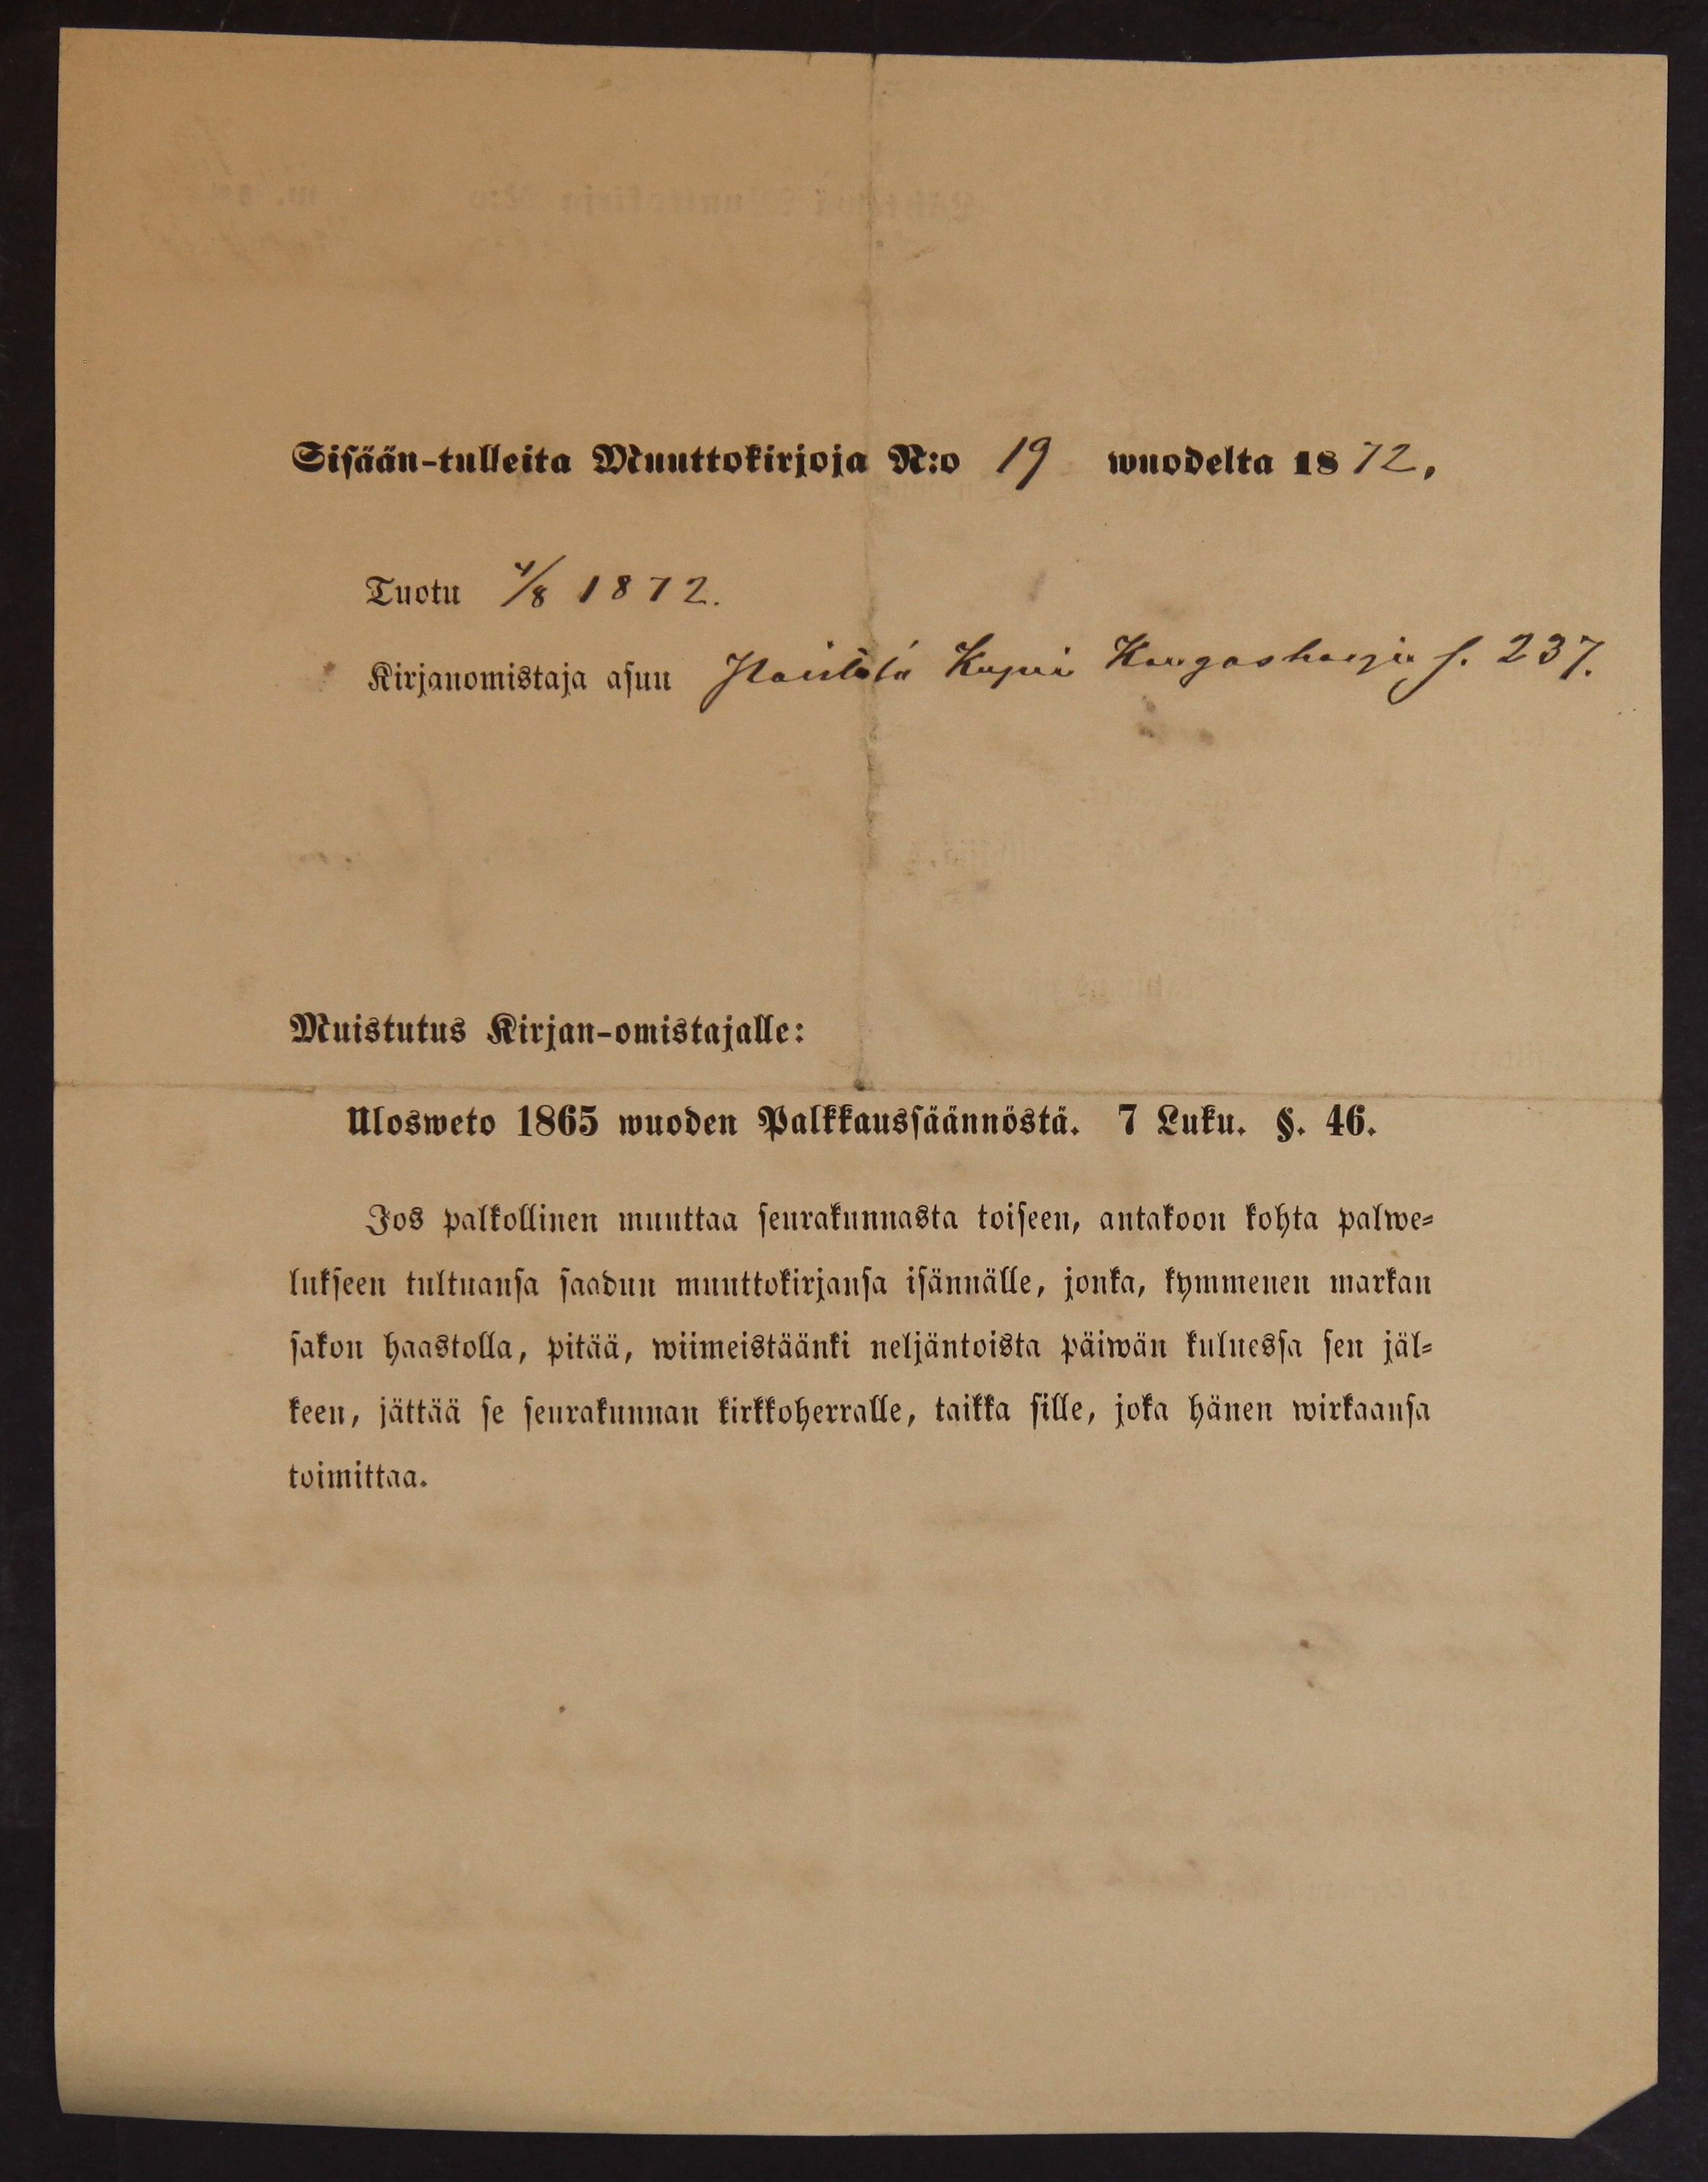 Sisään-tulleita Muuttokirjoja N:o 19 wuodelta 1872,
Tuotu 4/8 1872.
Kirjanomistaja asuu Kangasharju s. 237.
Muistutus Kirjan-omistajalle:
Ulosweto 1865 wuoden Palkkaussäännöstä. 7 Luku. §. 46.
Jos palkollinen muuttaa seurakunnasta toiseen, antakoon kohta palwe-
lukseen tultuansa saadun muuttokirjansa isännälle, jonka, kymmenen markan
sakon haastolla, pitää, wiimeistäänki neljäntoista päiwän kuluessa sen jäl-
keen, jättää se seurakunnan kirkkoherralle, taikka sille, joka hänen wirkaansa
toimittaa.